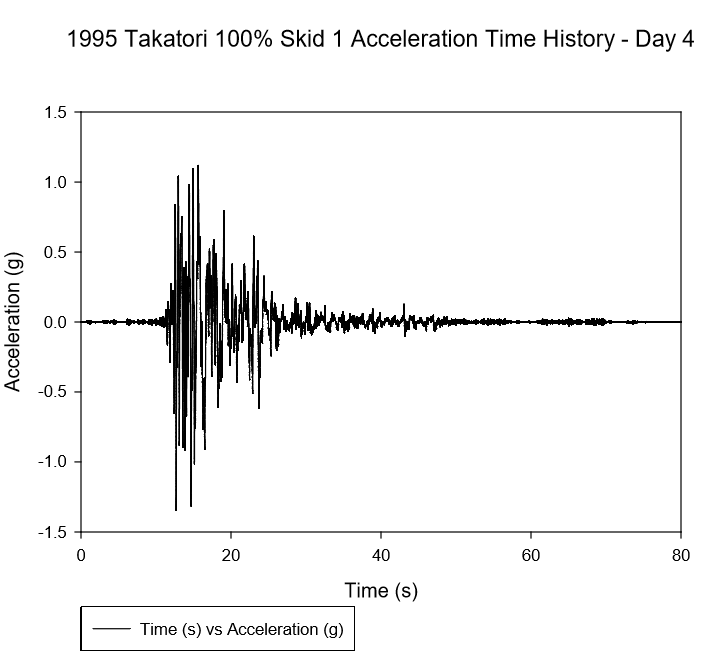 1995 Takatori 100% Skid 1 Acceleration Time History - Day 4
1.5
1.0
0.5
0.0
-0.5
-1.0
-1.5
Acceleration (g)
0 20 40 60 80
Time (s)
Time (s) vs Acceleration (g)